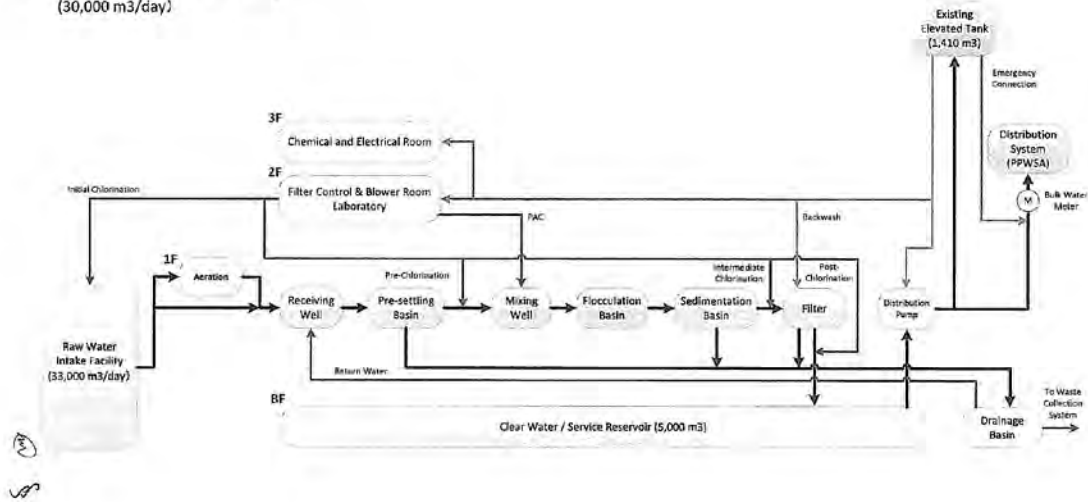 (30,000 m3/day)
Existing
Elevated Tank
(1,410 m3)
Emergency
Connection
3F
Chemical and Electrical Room
Distribution
System
(PPWSA)
2F
Initial Chlorination
Filter Control & Blower Room
Laboratory
M
Bulk Water
Meter
PAC
Backwash
1F
Aeration
Pre-Chlorination
Intermediate
Chlorination
Post-
Chlorination
Receiving
Well
Pre-settling
Basin
Mixing
Well
Flocculation
Basin
Sedimentation
Basin
Filter
Distribution
Pump
Raw Water
Intake Facility
(33,000 m3/day)
Return Water
BF
Clear Water / Service Reservoir (5,000 m3)
Drainage
Basin
To Waste
Collection
System